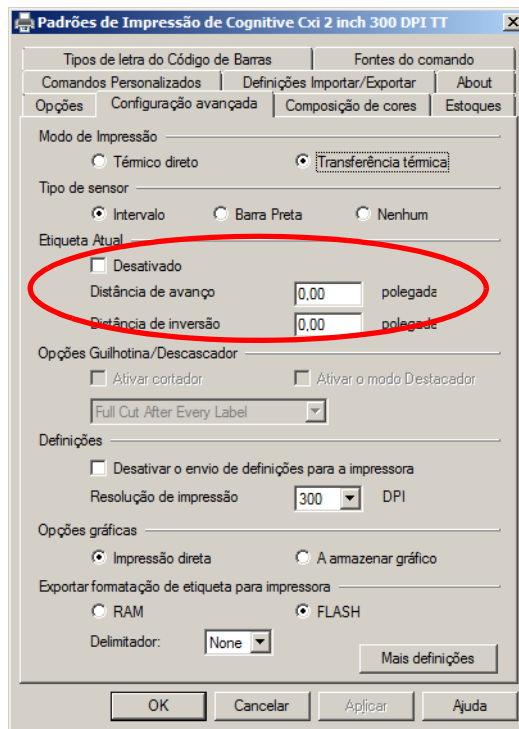 Padrões de Impressão de Cognitive Cxi 2 inch 300 DPI TT
Tipos de letra do Código de Barras Fontes do comando
Comandos Personalizados Definições Importar/Exportar About
Opções Configuração avançada Composição de cores Estoques
Modo de Impressão
Térmico direto Transferência térmica
Tipo de sensor
Intervalo Barra Preta Nenhum
Etiqueta Atual
Desativado
Distância de avanço 0,00 polegada
Distância de inversão 0,00 polegada
Opções Guilhotina/Descascador
Ativar cortador Ativar o modo Destacador
Full Cut After Every Label
Definições
Desativar o envio de definições para a impressora
Resolução de impressão 300 DPI
Opções gráficas
Impressão direta A armazenar gráfico
Exportar formatação de etiqueta para impressora
RAM FLASH
Delimitador: None
Mais definições
OK Cancelar Aplicar Ajuda